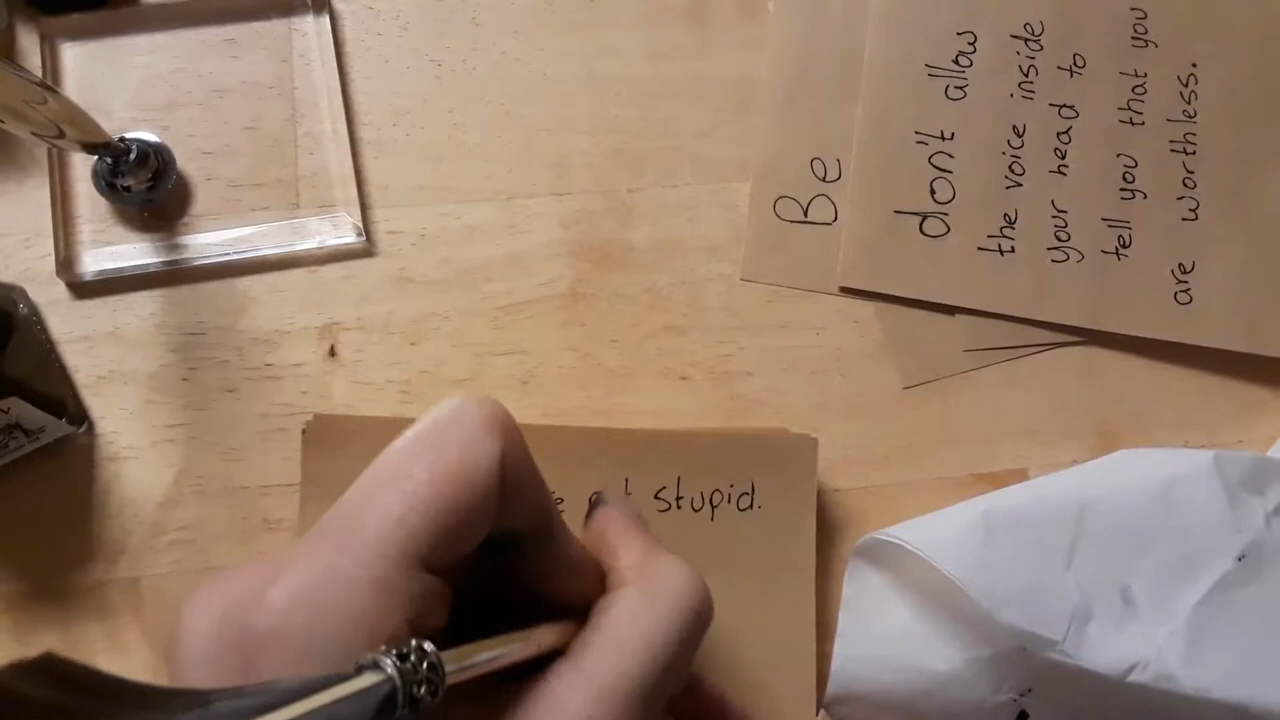 Be
don't allow
the voice inside
your head to
tell you that you
are worthless.
stupid.